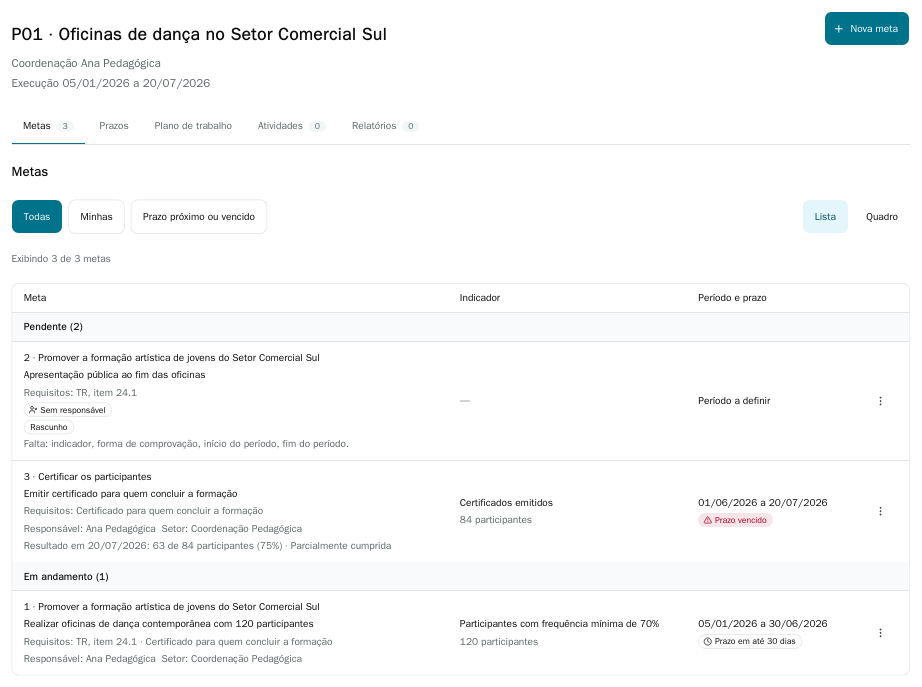 P01 · Oficinas de dança no Setor Comercial Sul
Nova meta
Coordenação Ana Pedagógica
Execução 05/01/2026 a 20/07/2026
Metas 3 Prazos Plano de trabalho Atividades 0 Relatórios 0
Metas
Todas Minhas Prazo próximo ou vencido Lista Quadro
Exibindo 3 de 3 metas
Meta Indicador Período e prazo
Pendente (2)
2 · Promover a formação artística de jovens do Setor Comercial Sul
Apresentação pública ao fim das oficinas
Requisitos: TR, item 24.1
Sem responsável
Rascunho
Falta: indicador, forma de comprovação, início do período, fim do período.
—
Período a definir
3 · Certificar os participantes
Emitir certificado para quem concluir a formação
Requisitos: Certificado para quem concluir a formação
Responsável: Ana Pedagógica Setor: Coordenação Pedagógica
Resultado em 20/07/2026: 63 de 84 participantes (75%) · Parcialmente cumprida
Certificados emitidos
84 participantes
01/06/2026 a 20/07/2026
Prazo vencido
Em andamento (1)
1 · Promover a formação artística de jovens do Setor Comercial Sul
Realizar oficinas de dança contemporânea com 120 participantes
Requisitos: TR, item 24.1 · Certificado para quem concluir a formação
Responsável: Ana Pedagógica Setor: Coordenação Pedagógica
Participantes com frequência mínima de 70%
120 participantes
05/01/2026 a 30/06/2026
Prazo em até 30 dias